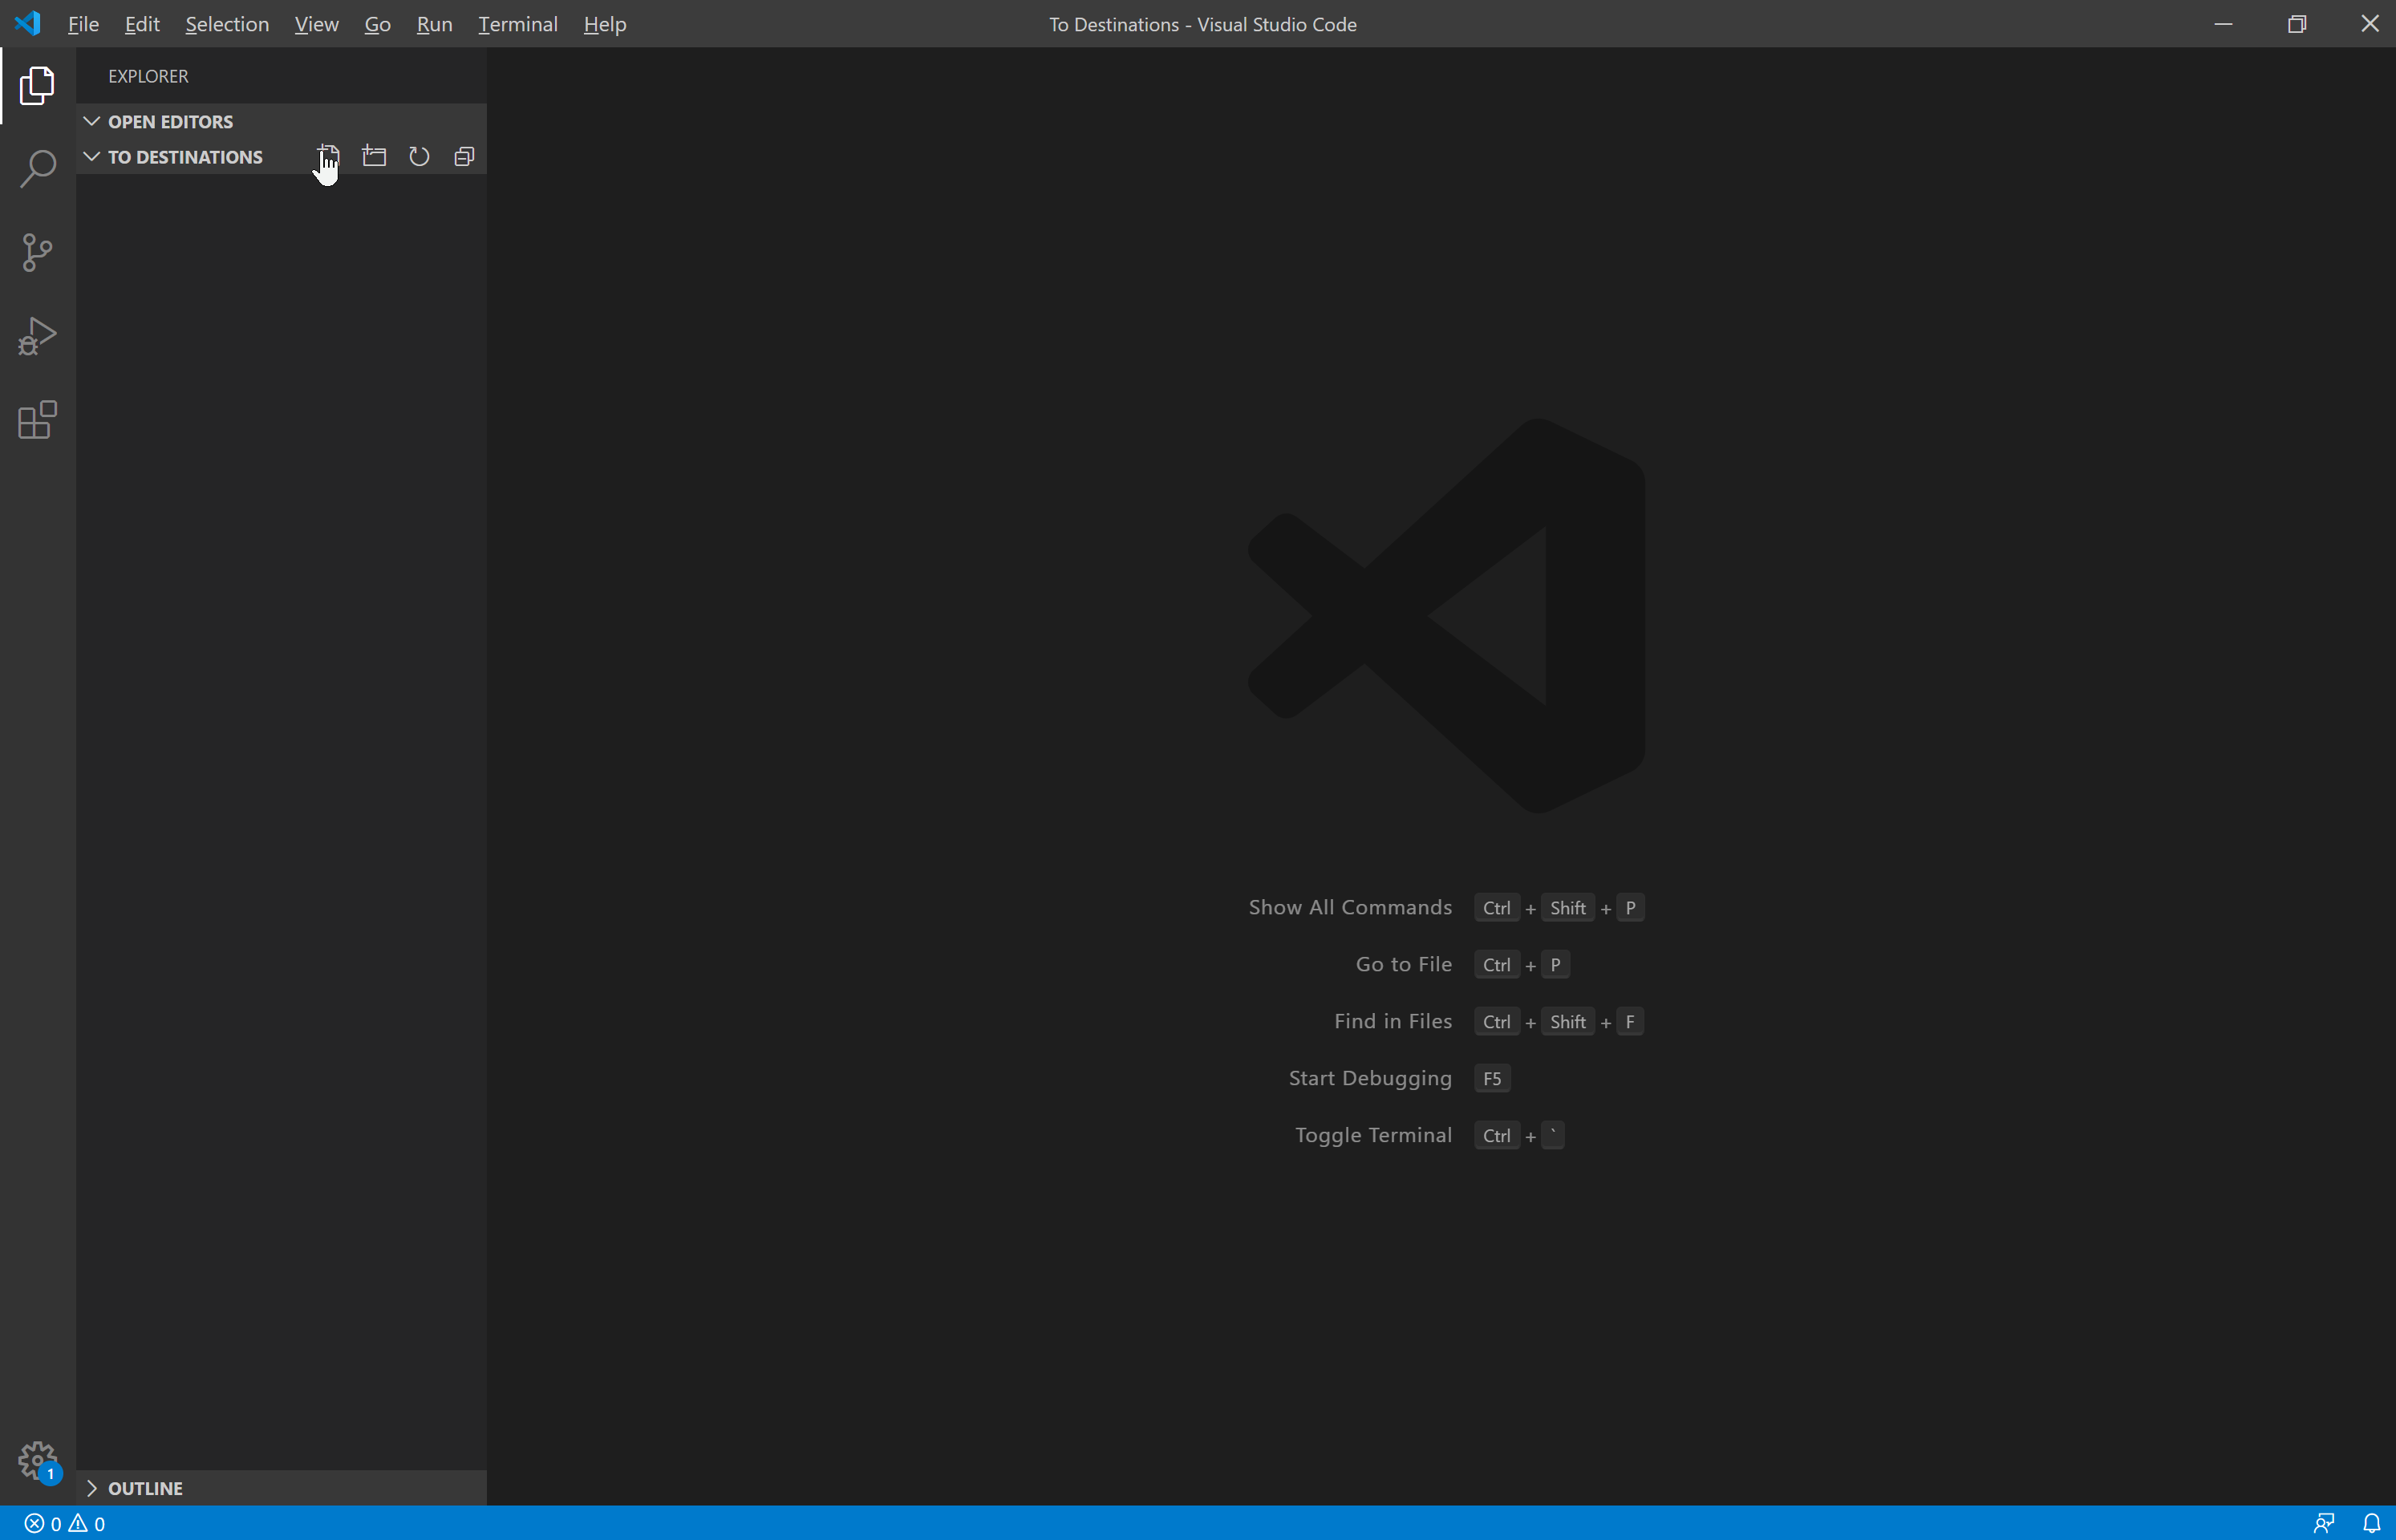 File Edit Selection View Go Run Terminal Help
To Destinations - Visual Studio Code
EXPLORER
OPEN EDITORS
TO DESTINATIONS
Show All Commands Ctrl + Shift + P
Go to File Ctrl + P
Find in Files Ctrl + Shift + F
Start Debugging F5
Toggle Terminal Ctrl + `
1
OUTLINE
0 0